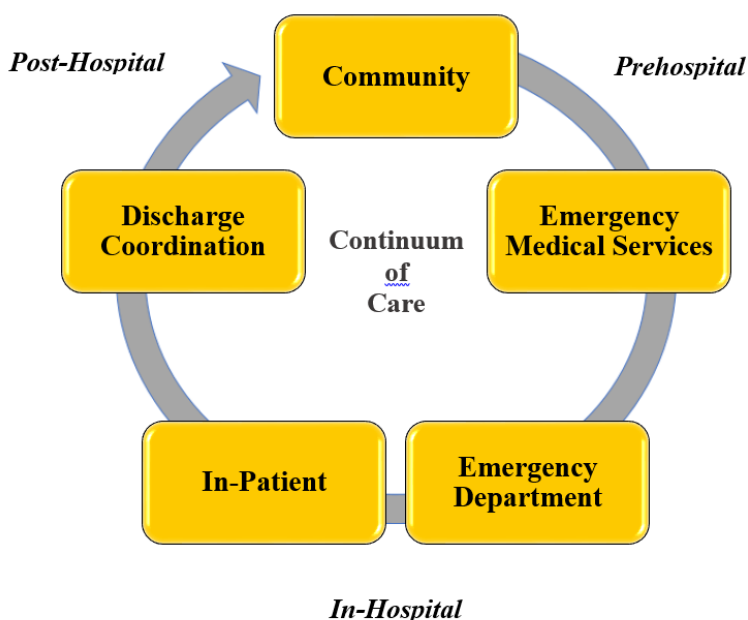 Post-Hospital
Community
Prehospital
Discharge
Coordination
Continuum
of
Care
Emergency
Medical Services
In-Patient
Emergency
Department
In-Hospital